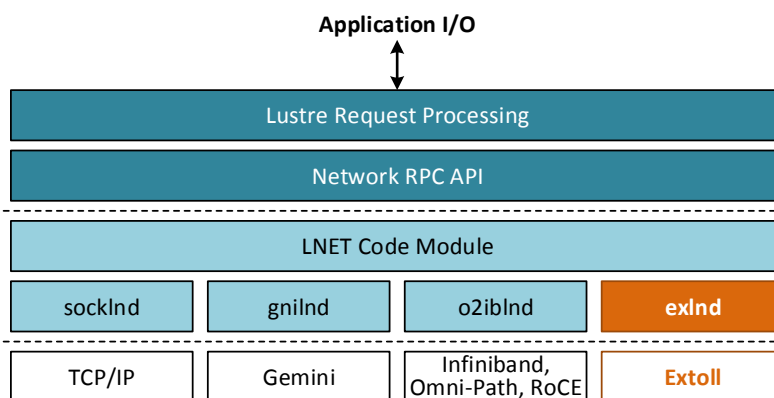 Application I/O
Lustre Request Processing
Network RPC API
LNET Code Module
socklnd
gnilnd
o2iblnd
exlnd
TCP/IP
Gemini
Infiniband,
Omni-Path, RoCE
Extoll